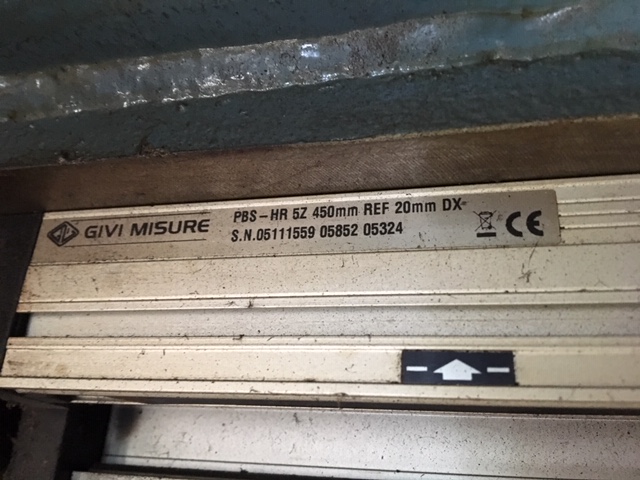 GIVI MISURE
PBS-HR 5Z 450mm REF 20mm DX
S.N.05111559 05852 05324
CE